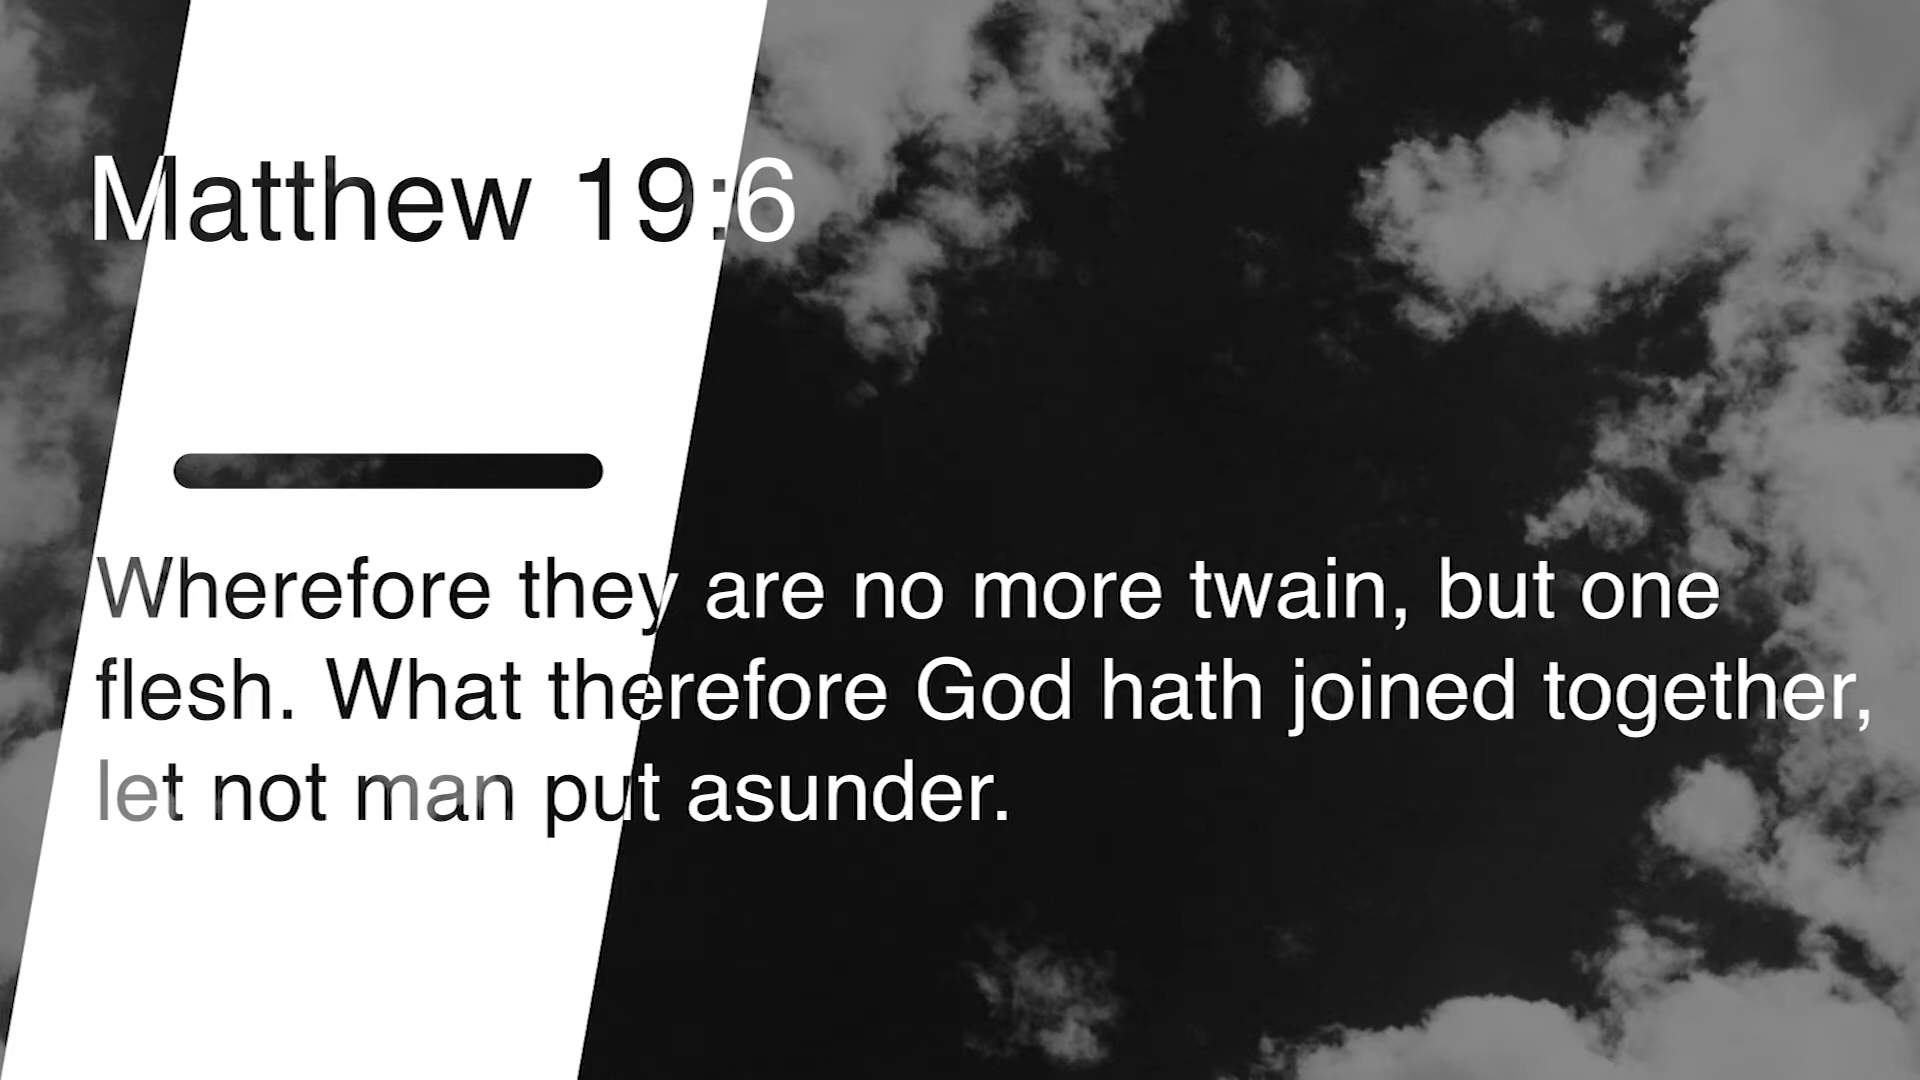 Matthew 19:6
Wherefore they are no more twain, but one
flesh. What therefore God hath joined together,
let not man put asunder.